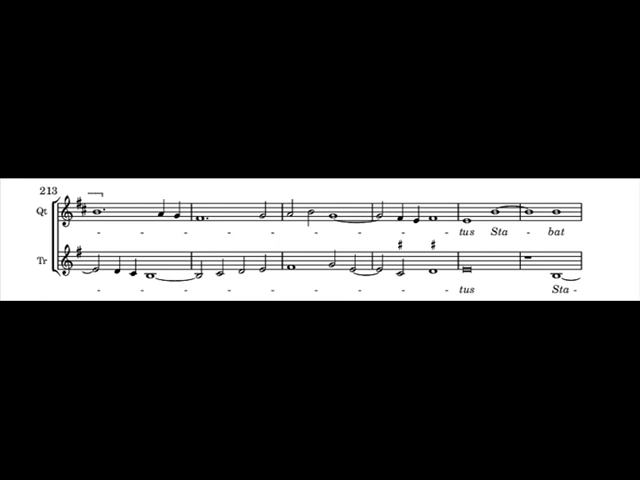 213
Qt
- - - - - - - - - tus Sta - bat
Tr
- - - - - - - - - tus Sta -